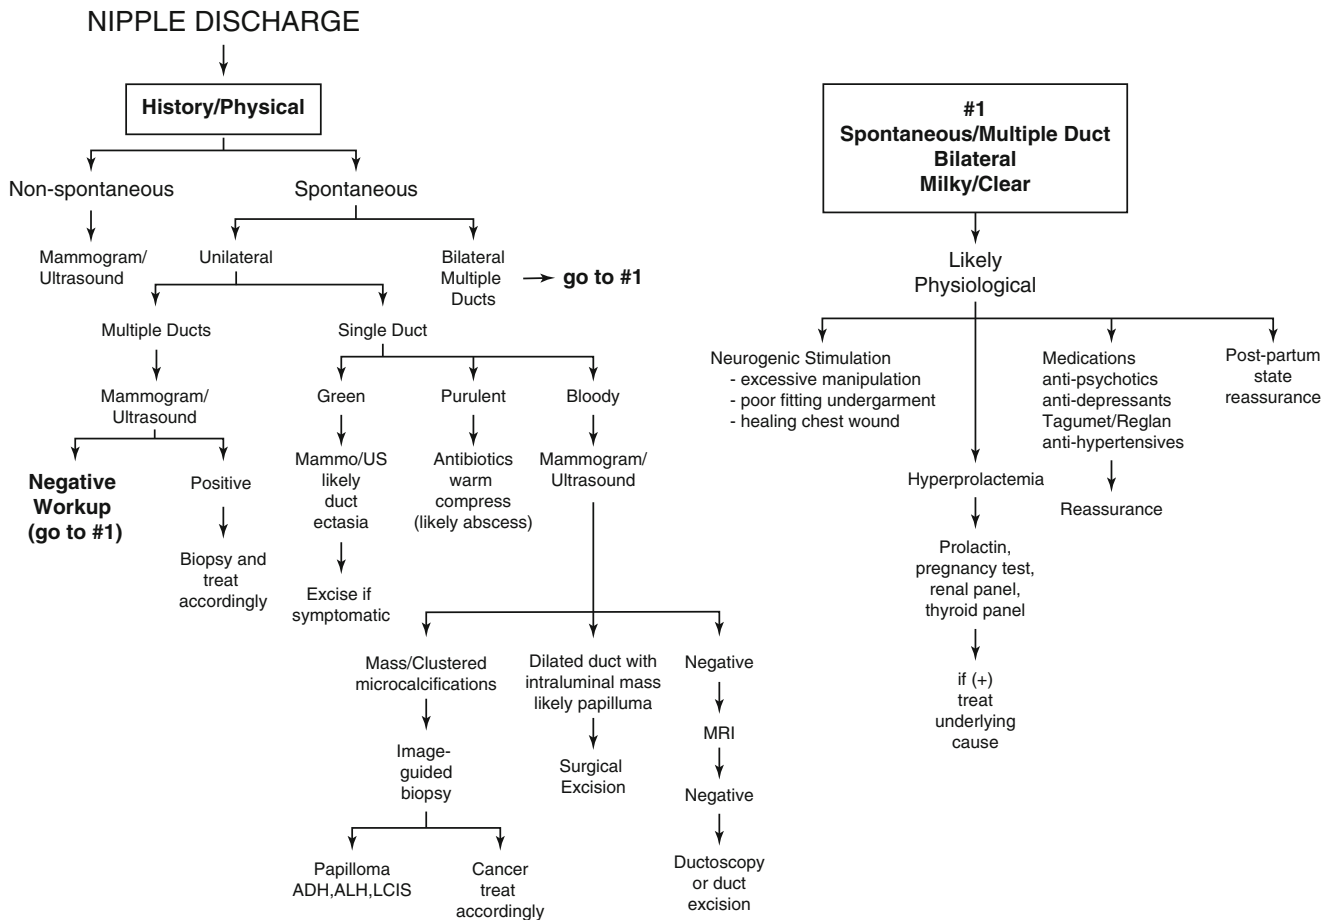 NIPPLE DISCHARGE
History/Physical
Non-spontaneous
Spontaneous
Mammogram/
Ultrasound
Unilateral
Bilateral
Multiple
Ducts
go to #1
Multiple Ducts
Single Duct
Mammogram/
Ultrasound
Green
Purulent
Bloody
Negative
Workup
(go to #1)
Positive
Mammo/US
likely
duct
ectasia
Antibiotics
warm
compress
(likely abscess)
Mammogram/
Ultrasound
Biopsy and
treat
accordingly
Excise if
symptomatic
Mass/Clustered
microcalcifications
Dilated duct with
intraluminal mass
likely papilluma
Negative
Image-
guided
biopsy
Surgical
Excision
MRI
Negative
Papilloma
ADH,ALH,LCIS
Cancer
treat
accordingly
Ductoscopy
or duct
excision
#1
Spontaneous/Multiple Duct
Bilateral
Milky/Clear
Likely
Physiological
Neurogenic Stimulation
- excessive manipulation
- poor fitting undergarment
- healing chest wound
Medications
anti-psychotics
anti-depressants
Tagumet/Reglan
anti-hypertensives
Post-partum
state
reassurance
Hyperprolactemia
Reassurance
Prolactin,
pregnancy test,
renal panel,
thyroid panel
if (+)
treat
underlying
cause